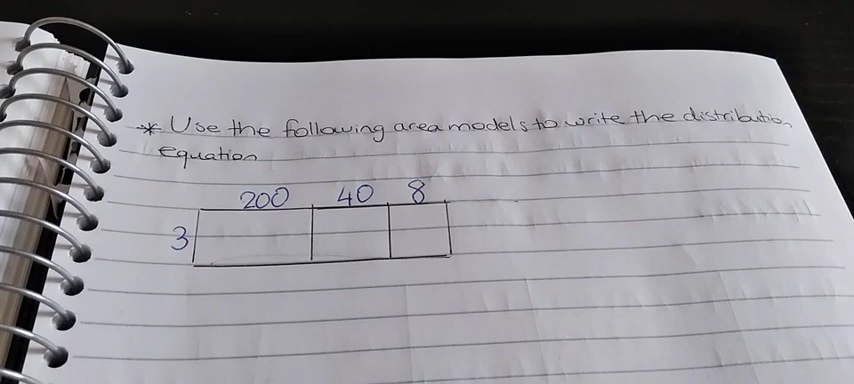 * Use the following area models to write the distribution
equation
200 40 8
3